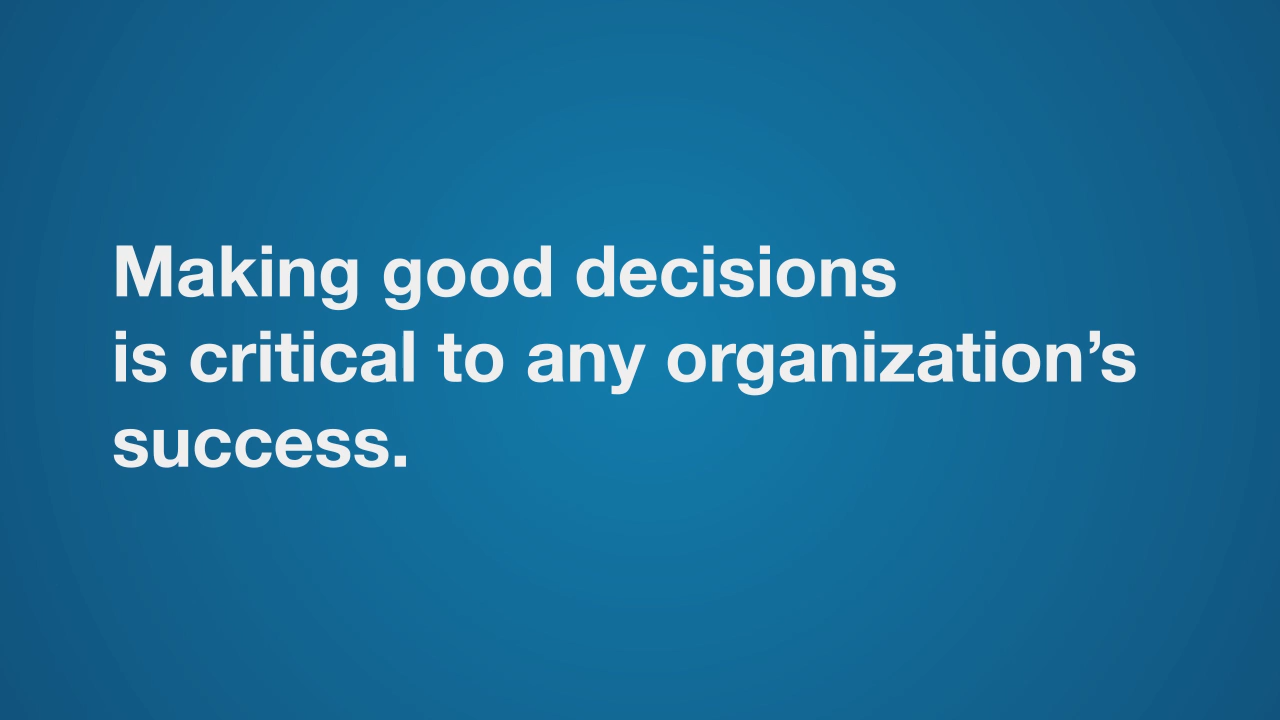 Making good decisions
is critical to any organization’s
success.